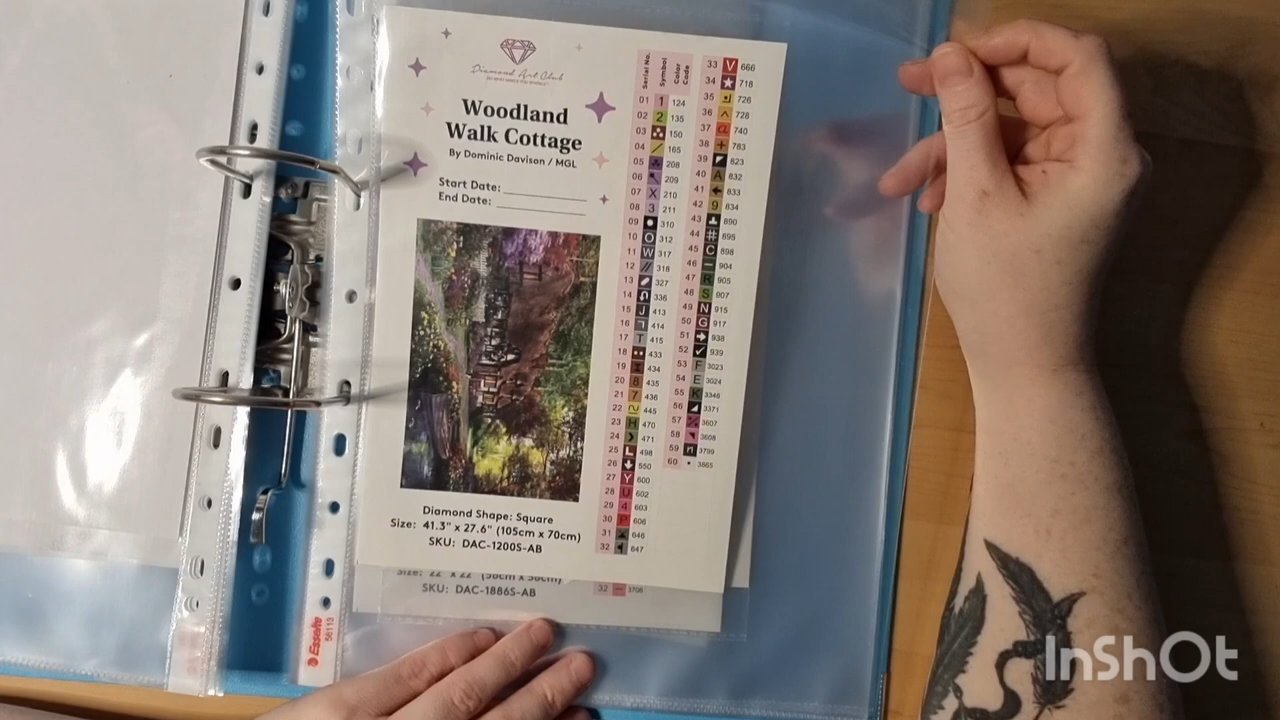 Diamond Art Club
Woodland
Walk Cottage
By Dominic Davison / MGL
Start Date:
End Date:
Diamond Shape: Square
Size: 41.3" x 27.6" (105cm x 70cm)
SKU: DAC-1200S-AB
Serial No. Symbol Color Code
01 1 124
02 2 135
03 150
04 165
05 208
06 209
07 X 210
08 3 211
09 310
10 O 312
11 W 317
12 // 318
13 327
14 336
15 J 413
16 414
17 T 415
18 433
19 434
20 8 435
21 7 436
22 445
23 H 470
24 471
25 L 498
26 550
27 Y 600
28 U 602
29 4 603
30 P 606
31 646
32 647
33 V 666
34 718
35 726
36 728
37 @ 740
38 + 783
39 823
40 A 832
41 833
42 9 834
43 890
44 # 895
45 C 898
46 – 904
47 R 905
48 S 907
49 N 915
50 G 917
51 938
52 939
53 F 3023
54 E 3024
55 K 3346
56 3371
57 3607
58 3608
59 n 3799
60 3865
Size: 22" x 22" (56cm x 56cm)
32 – 3706
SKU: DAC-1886S-AB
Esselte
56113
InShOt